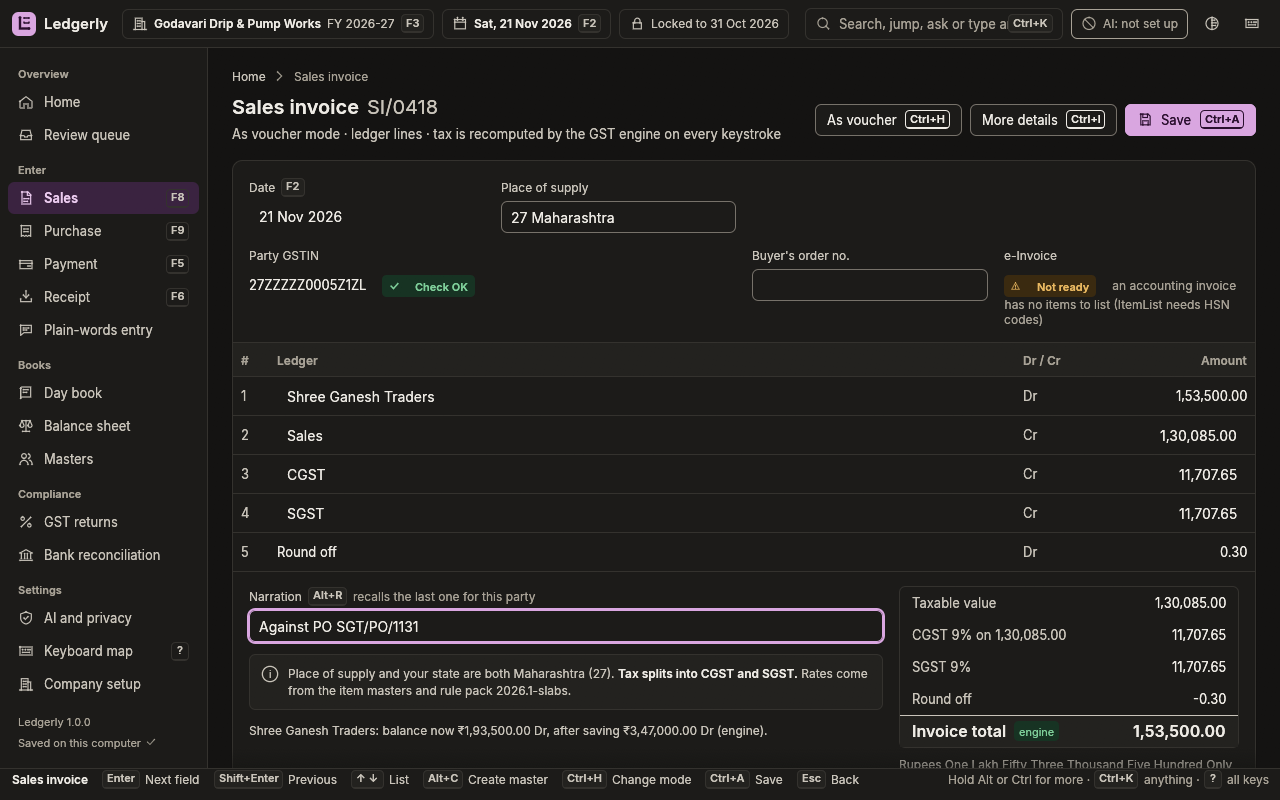 Ledgerly
Godavari Drip & Pump Works FY 2026-27 F3
Sat, 21 Nov 2026 F2
Locked to 31 Oct 2026
Search, jump, ask or type a Ctrl+K
AI: not set up
Overview
Home
Review queue
Enter
Sales F8
Purchase F9
Payment F5
Receipt F6
Plain-words entry
Books
Day book
Balance sheet
Masters
Compliance
GST returns
Bank reconciliation
Settings
AI and privacy
Keyboard map ?
Company setup
Ledgerly 1.0.0
Saved on this computer
Home Sales invoice
Sales invoice SI/0418
As voucher mode · ledger lines · tax is recomputed by the GST engine on every keystroke
As voucher Ctrl+H
More details Ctrl+I
Save Ctrl+A
Date F2
21 Nov 2026
Place of supply
27 Maharashtra
Party GSTIN
27ZZZZZ0005Z1ZL Check OK
Buyer's order no.
e-Invoice
Not ready an accounting invoice
has no items to list (ItemList needs HSN
codes)
# Ledger Dr / Cr Amount
1 Shree Ganesh Traders Dr 1,53,500.00
2 Sales Cr 1,30,085.00
3 CGST Cr 11,707.65
4 SGST Cr 11,707.65
5 Round off Dr 0.30
Narration Alt+R recalls the last one for this party
Against PO SGT/PO/1131
Place of supply and your state are both Maharashtra (27). Tax splits into CGST and SGST. Rates come
from the item masters and rule pack 2026.1-slabs.
Shree Ganesh Traders: balance now ₹1,93,500.00 Dr, after saving ₹3,47,000.00 Dr (engine).
Taxable value 1,30,085.00
CGST 9% on 1,30,085.00 11,707.65
SGST 9% 11,707.65
Round off -0.30
Invoice total engine 1,53,500.00
Rupees One Lakh Fifty Three Thousand Five Hundred Only
Sales invoice Enter Next field Shift+Enter Previous ↑ ↓ List Alt+C Create master Ctrl+H Change mode Ctrl+A Save Esc Back
Hold Alt or Ctrl for more · Ctrl+K anything · ? all keys